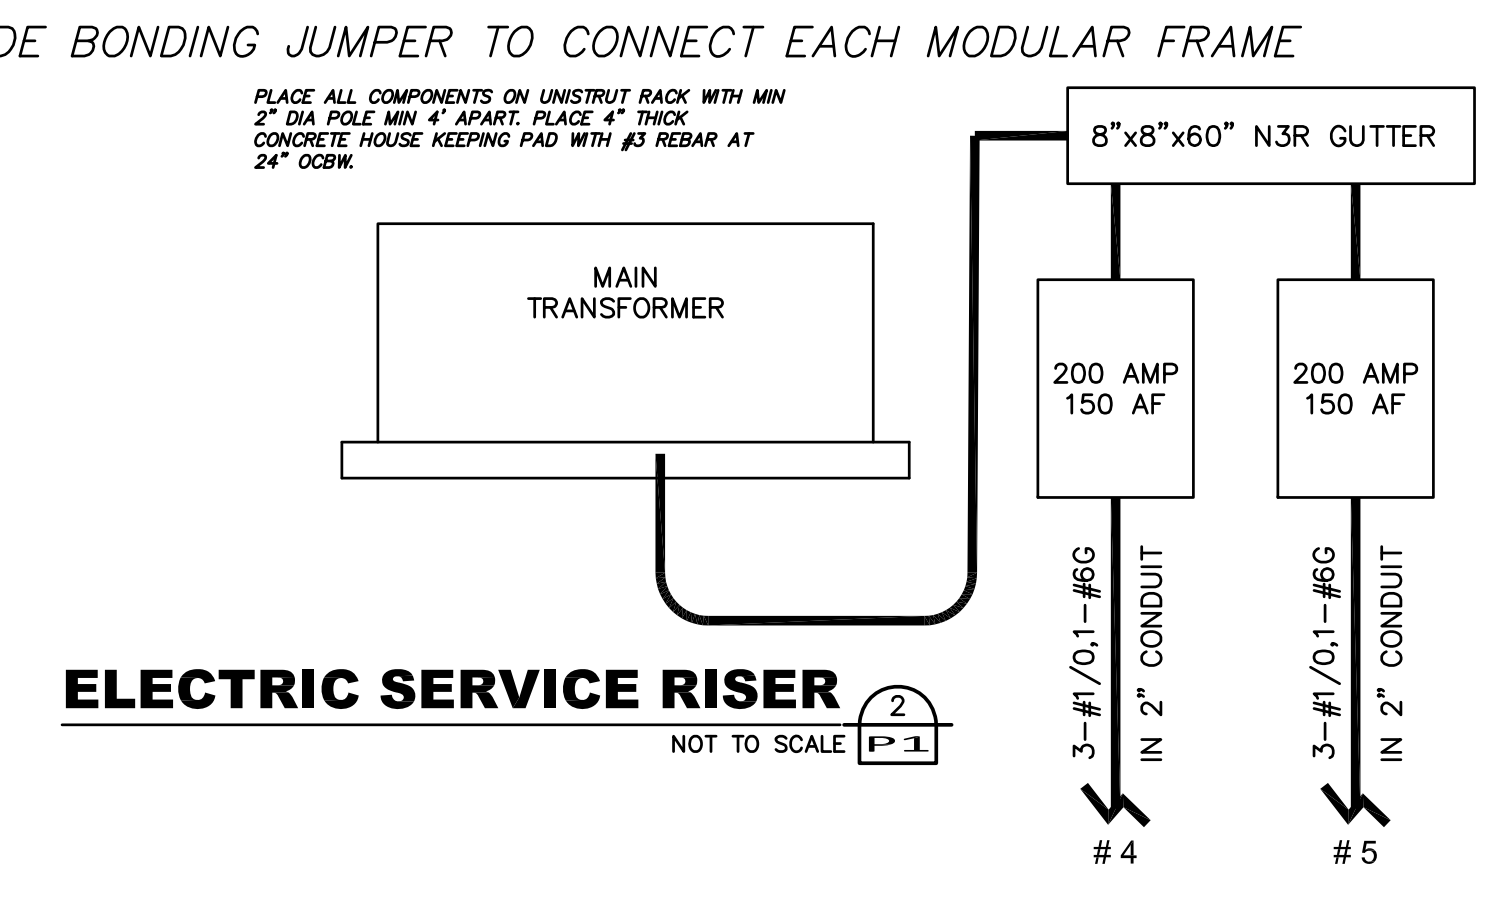 DE BONDING JUMPER TO CONNECT EACH MODULAR FRAME
PLACE ALL COMPONENTS ON UNISTRUT RACK WITH MIN
2" DIA POLE MIN 4' APART. PLACE 4" THICK
CONCRETE HOUSE KEEPING PAD WITH #3 REBAR AT
24" OCBW.
8"x8"x60" N3R GUTTER
MAIN
TRANSFORMER
200 AMP
150 AF
200 AMP
150 AF
3-#1/0,1-#6G
IN 2" CONDUIT
3-#1/0,1-#6G
IN 2" CONDUIT
ELECTRIC SERVICE RISER
2
NOT TO SCALE
P1
#4
#5